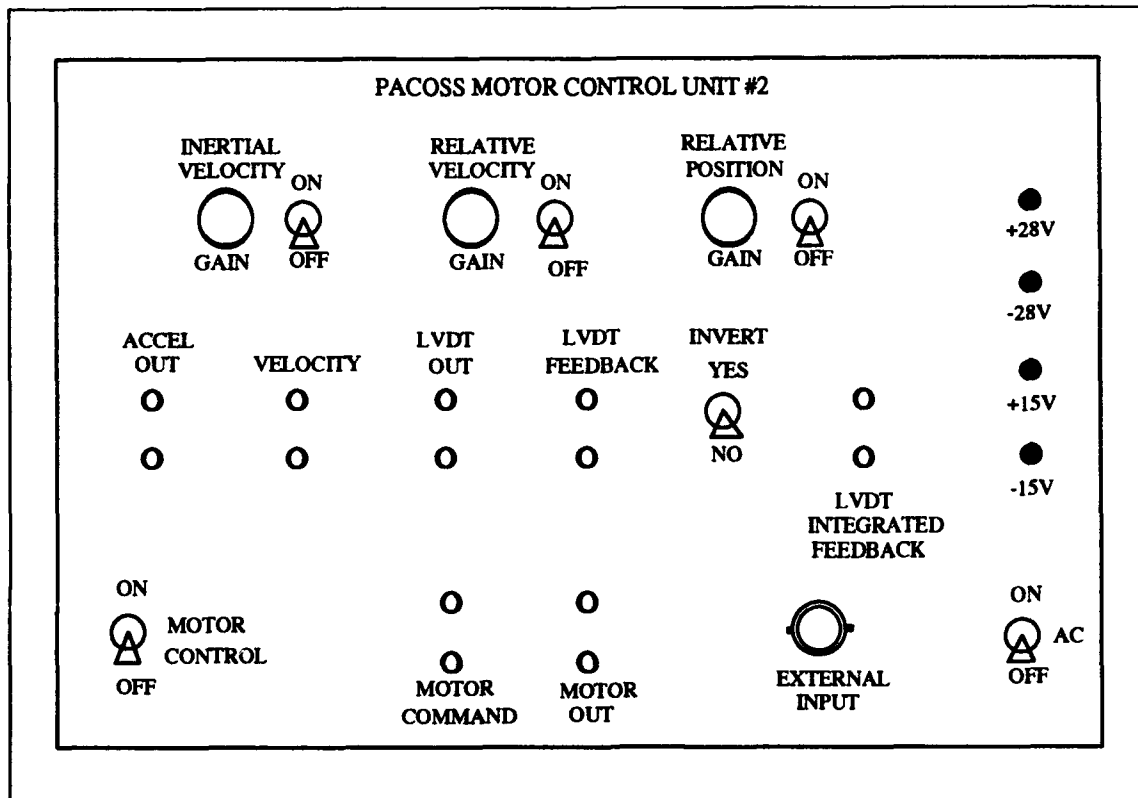 PACOSS MOTOR CONTROL UNIT #2
INERTIAL
VELOCITY
ON
GAIN
OFF
RELATIVE
VELOCITY
ON
GAIN
OFF
RELATIVE
POSITION
ON
GAIN
OFF
+28V
-28V
+15V
-15V
ACCEL
OUT
VELOCITY
LVDT
OUT
LVDT
FEEDBACK
INVERT
YES
NO
LVDT
INTEGRATED
FEEDBACK
ON
MOTOR
CONTROL
OFF
MOTOR
COMMAND
MOTOR
OUT
EXTERNAL
INPUT
ON
AC
OFF